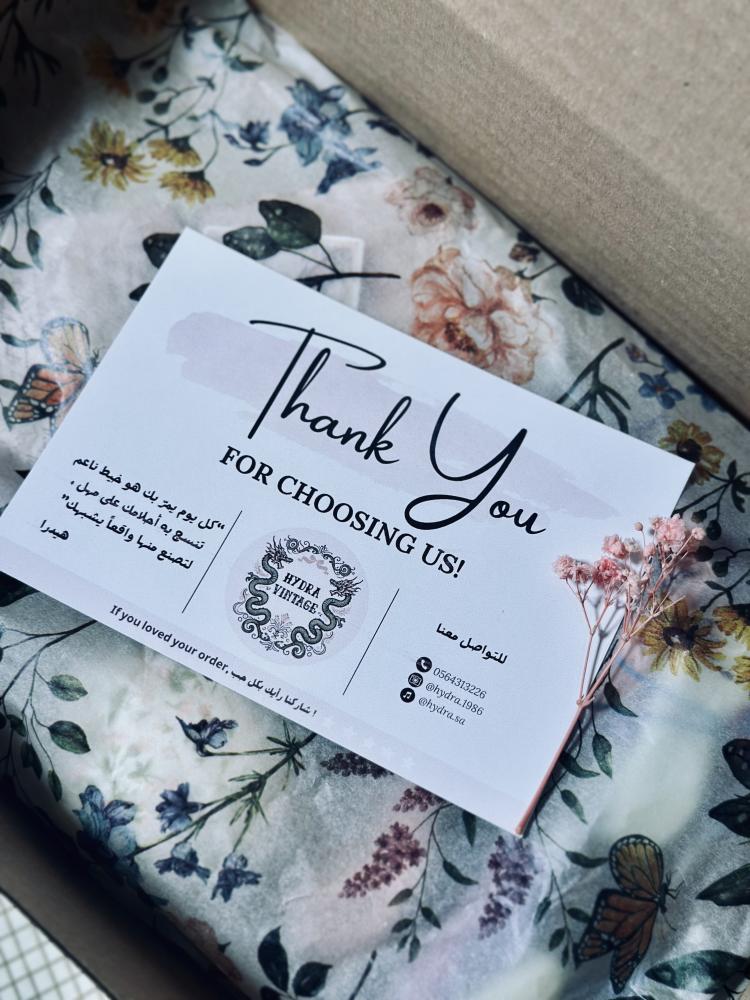 Thank You
FOR CHOOSING US!
“كل يوم يمرّ بك هو خيط ناعم
تنسج به أحلامك على مهل ،
لتصنع منها واقعاً يشبهك”
هيدرا
HYDRA
VINTAGE
للتواصل معنا
0564313226
@hydra.1986
@hydra.sa
If you loved your order, شاركنا رأيك بكل حب !